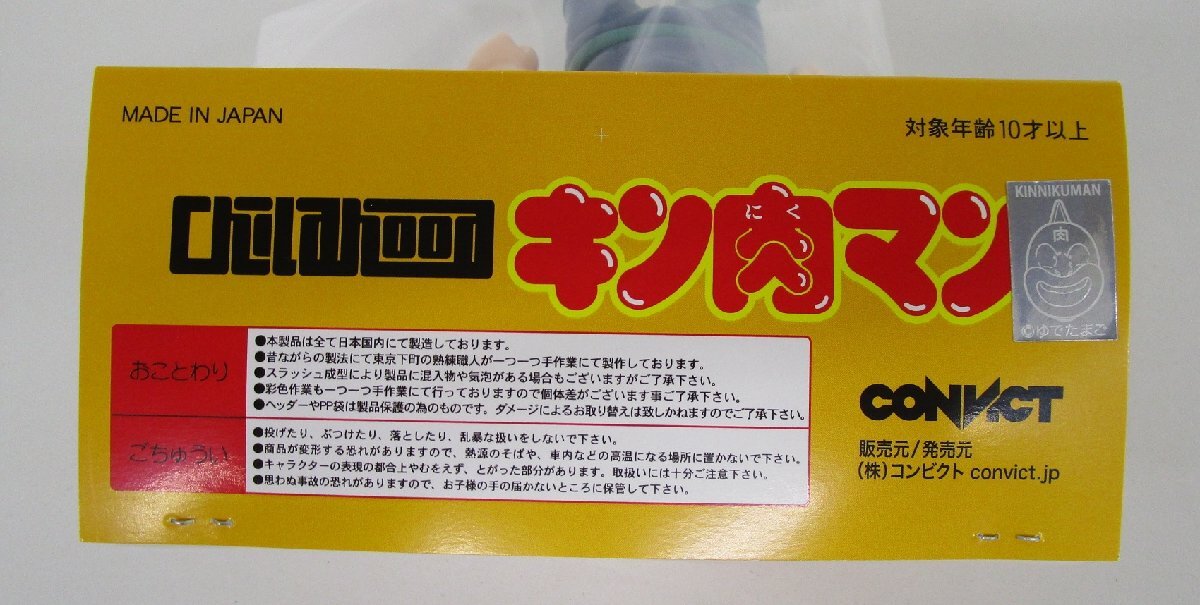 MADE IN JAPAN
対象年齢10才以上
Childhood
キン肉マン
にく
KINNIKUMAN
肉
©ゆでたまご
おことわり
●本製品は全て日本国内にて製造しております。
●昔ながらの製法にて東京下町の熟練職人が一つ一つ手作業にて製作しております。
●スラッシュ成型により製品に混入物や気泡がある場合もございますがご了承下さい。
●彩色作業も一つ一つ手作業にて行っておりますので個体差がございます事ご了承下さい。
●ヘッダーやPP袋は製品保護の為のものです。ダメージによるお取り替えは致しかねますのでご了承下さい。
ごちゅうい
●投げたり、ぶつけたり、落としたり、乱暴な扱いをしないで下さい。
●商品が変形する恐れがありますので、熱源のそばや、車内などの高温になる場所に置かないで下さい。
●キャラクターの表現の都合上やむをえず、とがった部分があります。取扱いには十分ご注意下さい。
●思わぬ事故の恐れがありますので、お子様の手の届かないところに保管して下さい。
CONVICT
販売元/発売元
(株)コンビクト convict.jp